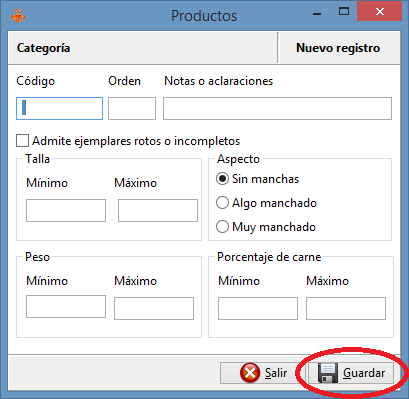 Productos
Categoría Nuevo registro
Código Orden Notas o aclaraciones
Admite ejemplares rotos o incompletos
Talla
Mínimo Máximo
Aspecto
Sin manchas
Algo manchado
Muy manchado
Peso
Mínimo Máximo
Porcentaje de carne
Mínimo Máximo
Salir Guardar